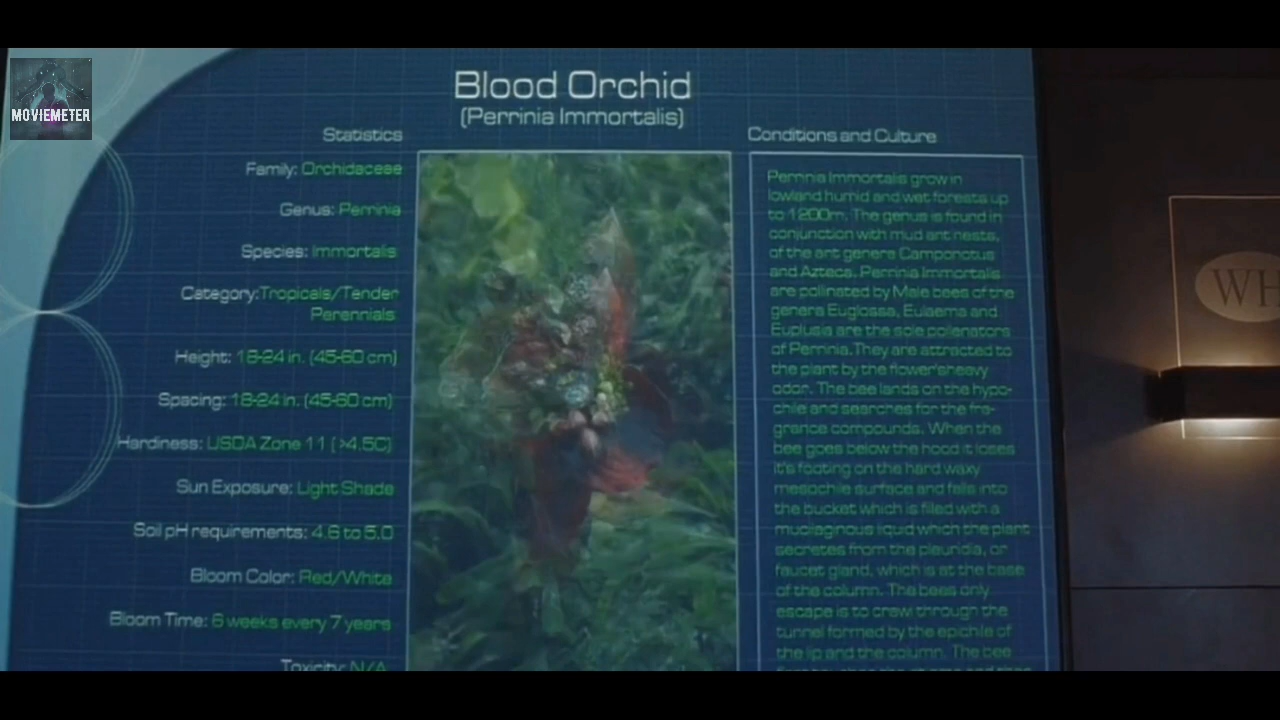 MOVIEMETER
Blood Orchid
(Perrinia Immortalis)
Statistics
Family: Orchidaceae
Genus: Perrinia
Species: Immortalis
Category:Tropicals/Tender
Perennials
Height: 18-24 in. (45-60 cm)
Spacing: 18-24 in. (45-60 cm)
Hardiness: USDA Zone 11 (>4.5C)
Sun Exposure: Light Shade
Soil pH requirements: 4.6 to 5.0
Bloom Color: Red/White
Bloom Time: 6 weeks every 7 years
Toxicity: N/A
Conditions and Culture
Perrinia Immortalis grow in
lowland humid and wet forests up
to 1200m. The genus is found in
conjunction with mud ant nests,
of the ant genera Camponotus
and Azteca. Perrinia Immortalis
are pollinated by Male bees of the
genera Euglossa, Eulaema and
Euplusia are the sole pollenators
of Perrinia.They are attracted to
the plant by the flower'sheavy
odor. The bee lands on the hypo-
chile and searches for the fra-
grance compounds. When the
bee goes below the hood it loses
it's footing on the hard waxy
mesochile surface and falls into
the bucket which is filled with a
mucilaginous liquid which the plant
secretes from the pleuridia, or
faucet gland, which is at the base
of the column. The bees only
escape is to crawl through the
tunnel formed by the epichile of
the lip and the column. The bee
WH